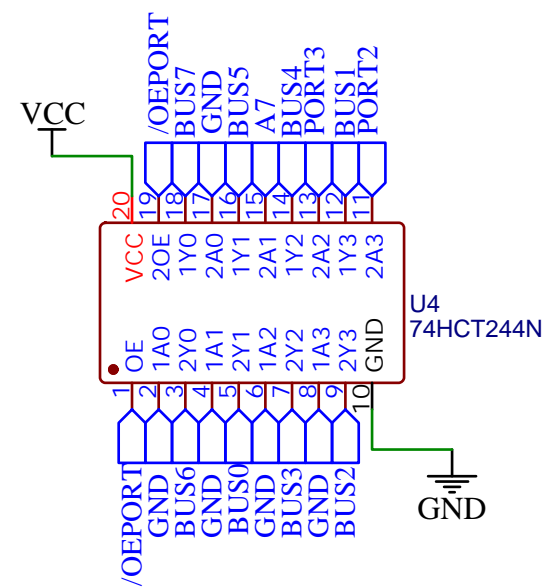 /OEPORT
BUS7
GND
BUS5
A7
BUS4
PORT3
BUS1
PORT2
VCC
20
19
18
17
16
15
14
13
12
11
VCC
2OE
1Y0
2A0
1Y1
2A1
1Y2
2A2
1Y3
2A3
U4
74HCT244N
OE
1A0
2Y0
1A1
2Y1
1A2
2Y2
1A3
2Y3
GND
1
2
3
4
5
6
7
8
9
10
/OEPORT
GND
BUS6
GND
BUS0
GND
BUS3
GND
BUS2
GND